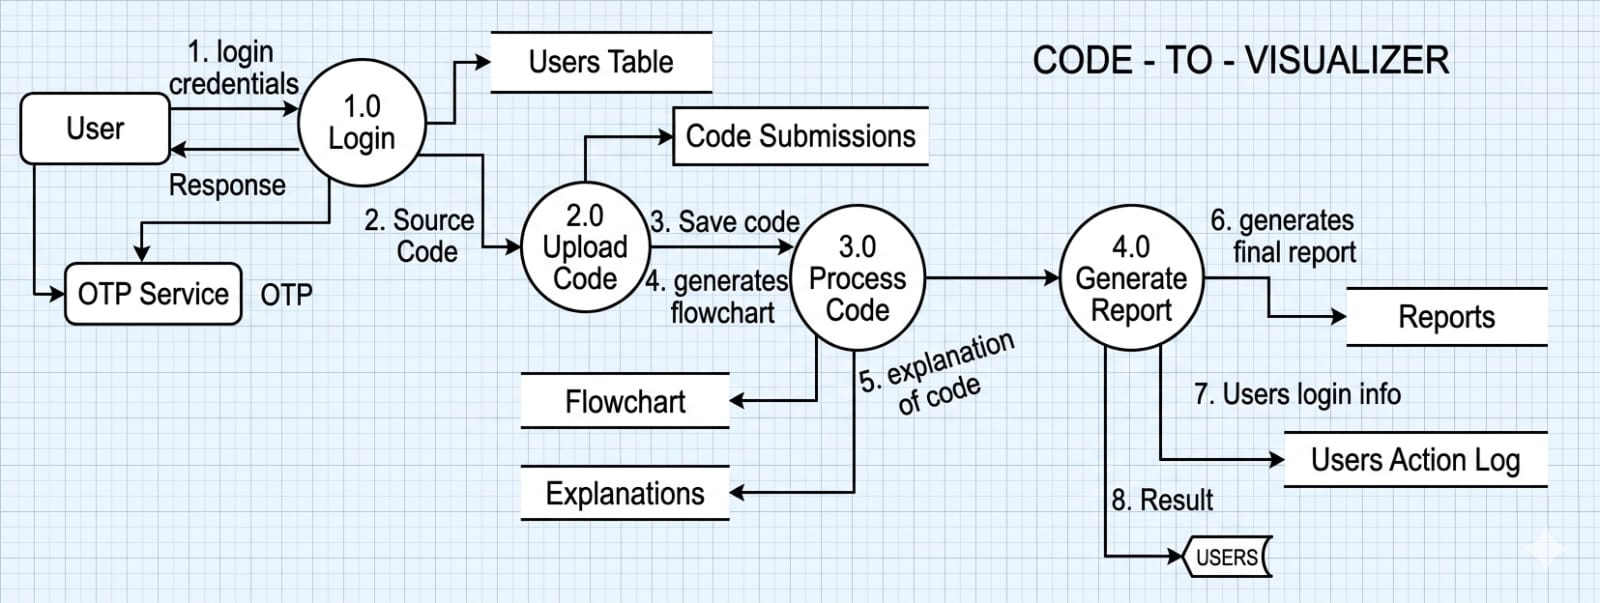 CODE - TO - VISUALIZER
1. login
credentials
User
Response
1.0
Login
Users Table
Code Submissions
OTP Service
OTP
2. Source
Code
2.0
Upload
Code
3. Save code
4. generates
flowchart
3.0
Process
Code
Flowchart
Explanations
5. explanation
of code
4.0
Generate
Report
6. generates
final report
Reports
7. Users login info
Users Action Log
8. Result
USERS